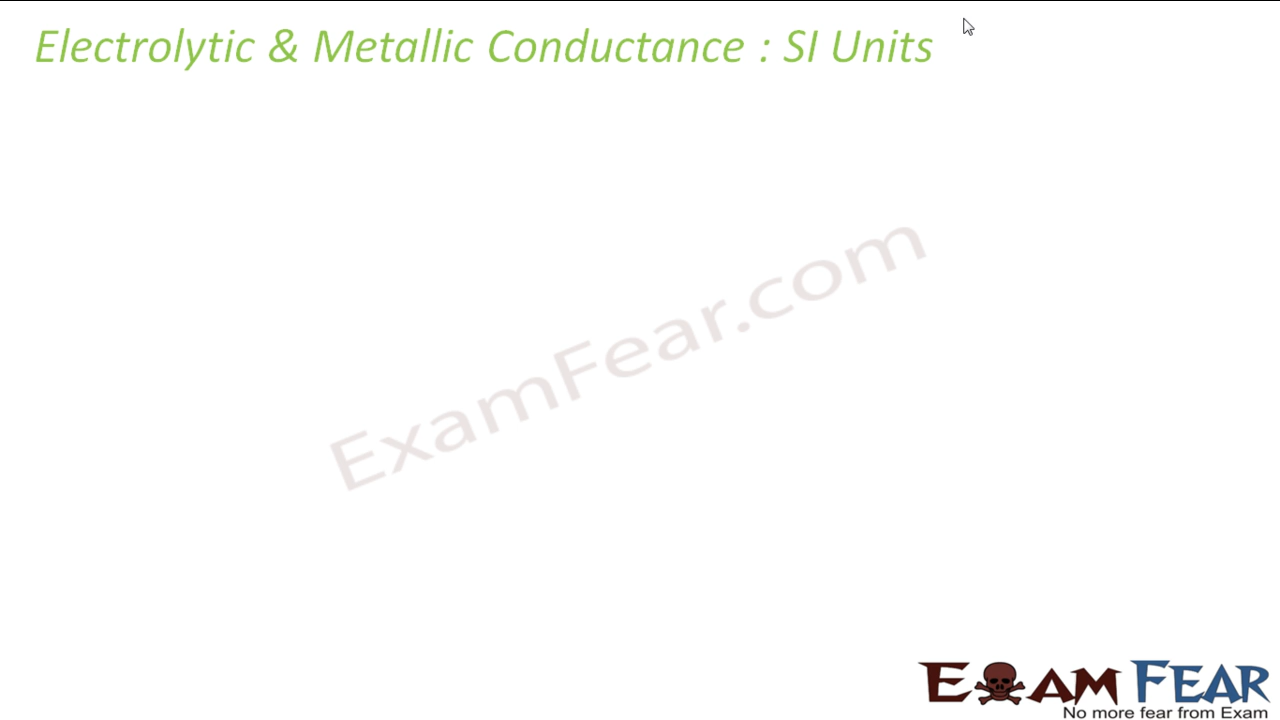 Electrolytic & Metallic Conductance : SI Units
ExamFear.com
EXAM FEAR
No more fear from Exam